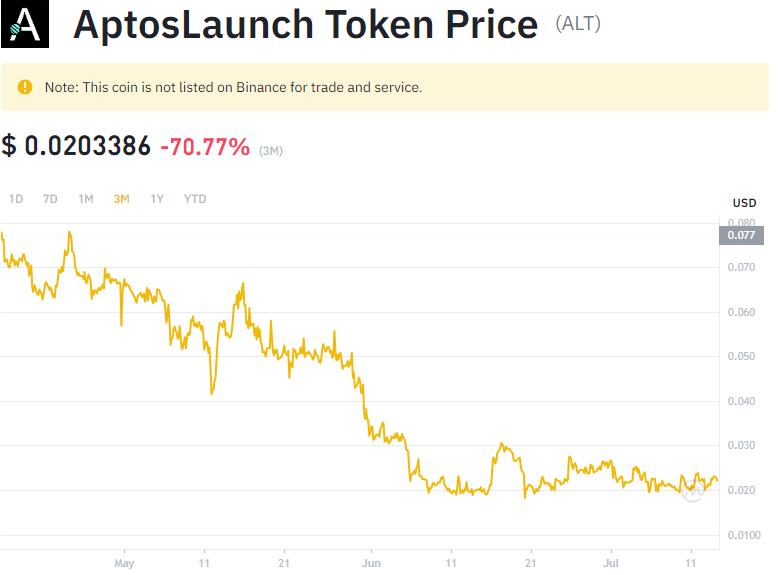 AptosLaunch Token Price (ALT)
Note: This coin is not listed on Binance for trade and service.
$ 0.0203386 -70.77% (3M)
1D 7D 1M 3M 1Y YTD
USD
0.080
0.077
0.070
0.060
0.050
0.040
0.030
0.020
0.0100
May 11 21 Jun 11 21 Jul 11